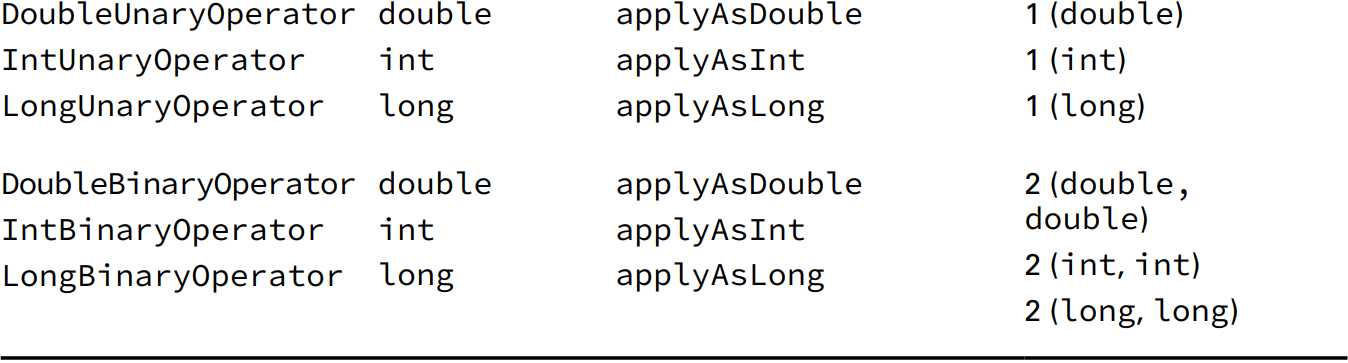 DoubleUnaryOperator double applyAsDouble 1 (double)
IntUnaryOperator int applyAsInt 1 (int)
LongUnaryOperator long applyAsLong 1 (long)
DoubleBinaryOperator double applyAsDouble 2 (double,
double)
IntBinaryOperator int applyAsInt
2 (int, int)
LongBinaryOperator long applyAsLong
2 (long, long)